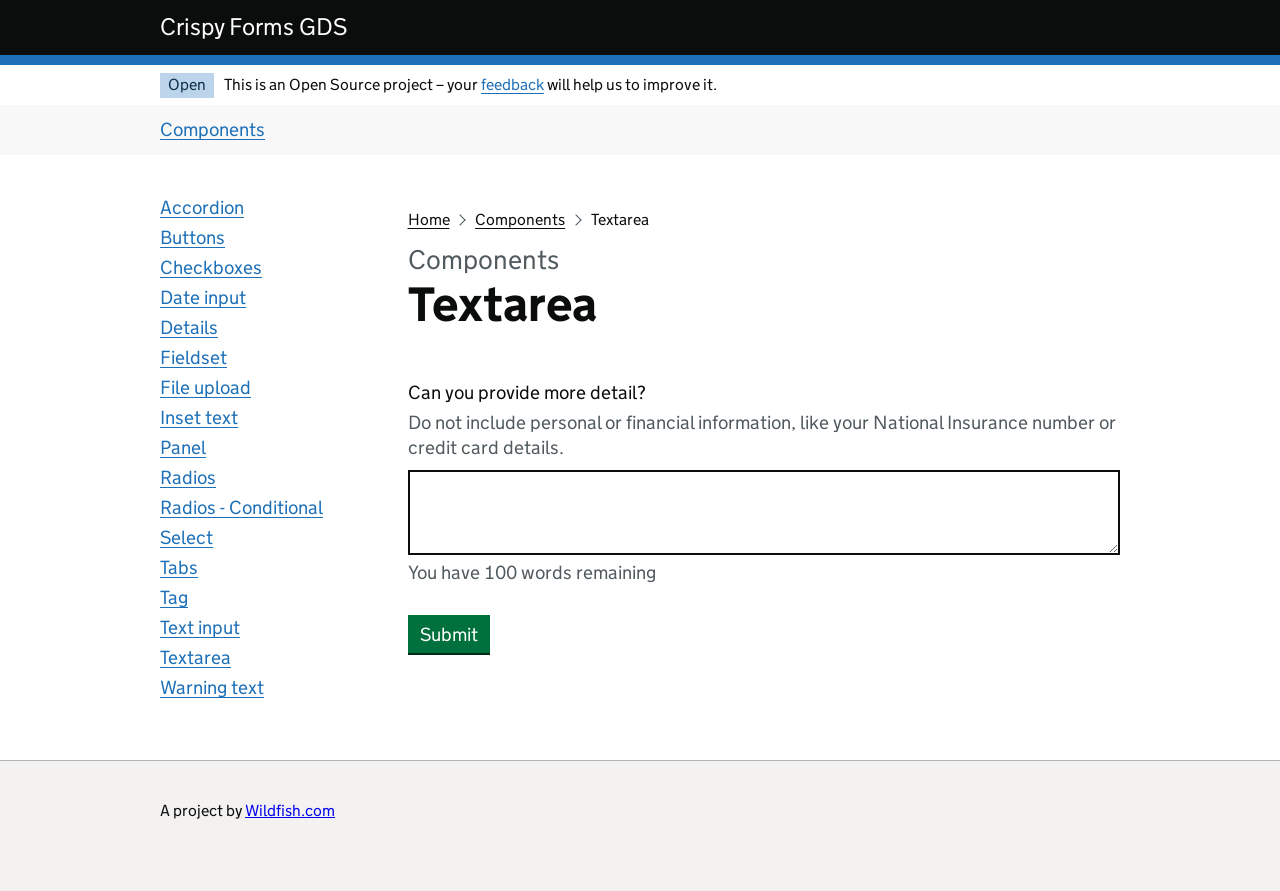 Crispy Forms GDS
Open This is an Open Source project – your feedback will help us to improve it.
Components
Accordion
Buttons
Checkboxes
Date input
Details
Fieldset
File upload
Inset text
Panel
Radios
Radios - Conditional
Select
Tabs
Tag
Text input
Textarea
Warning text
Home Components Textarea
Components
Textarea
Can you provide more detail?
Do not include personal or financial information, like your National Insurance number or
credit card details.
You have 100 words remaining
Submit
A project by Wildfish.com